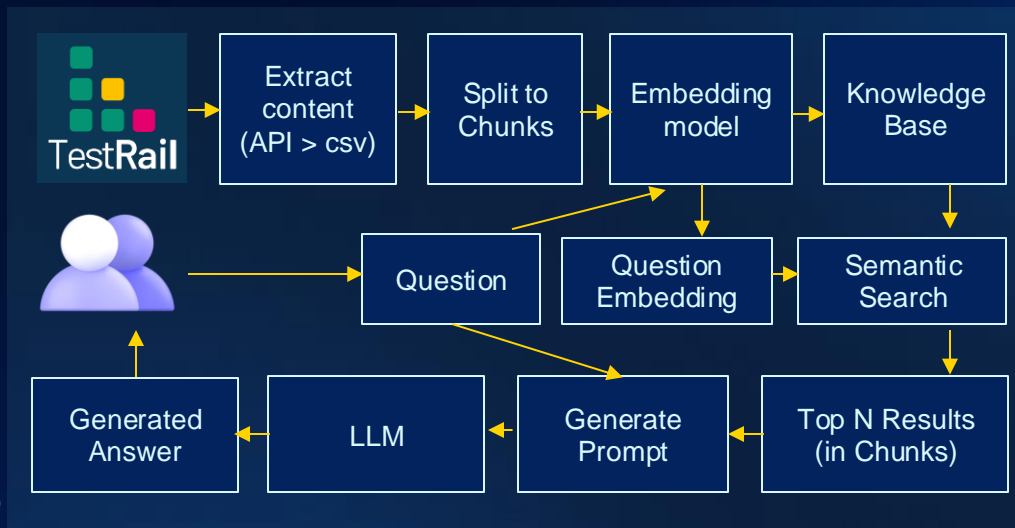 TestRail
Extract
content
(API > csv)
Split to
Chunks
Embedding
model
Knowledge
Base
Question
Question
Embedding
Semantic
Search
Generated
Answer
LLM
Generate
Prompt
Top N Results
(in Chunks)